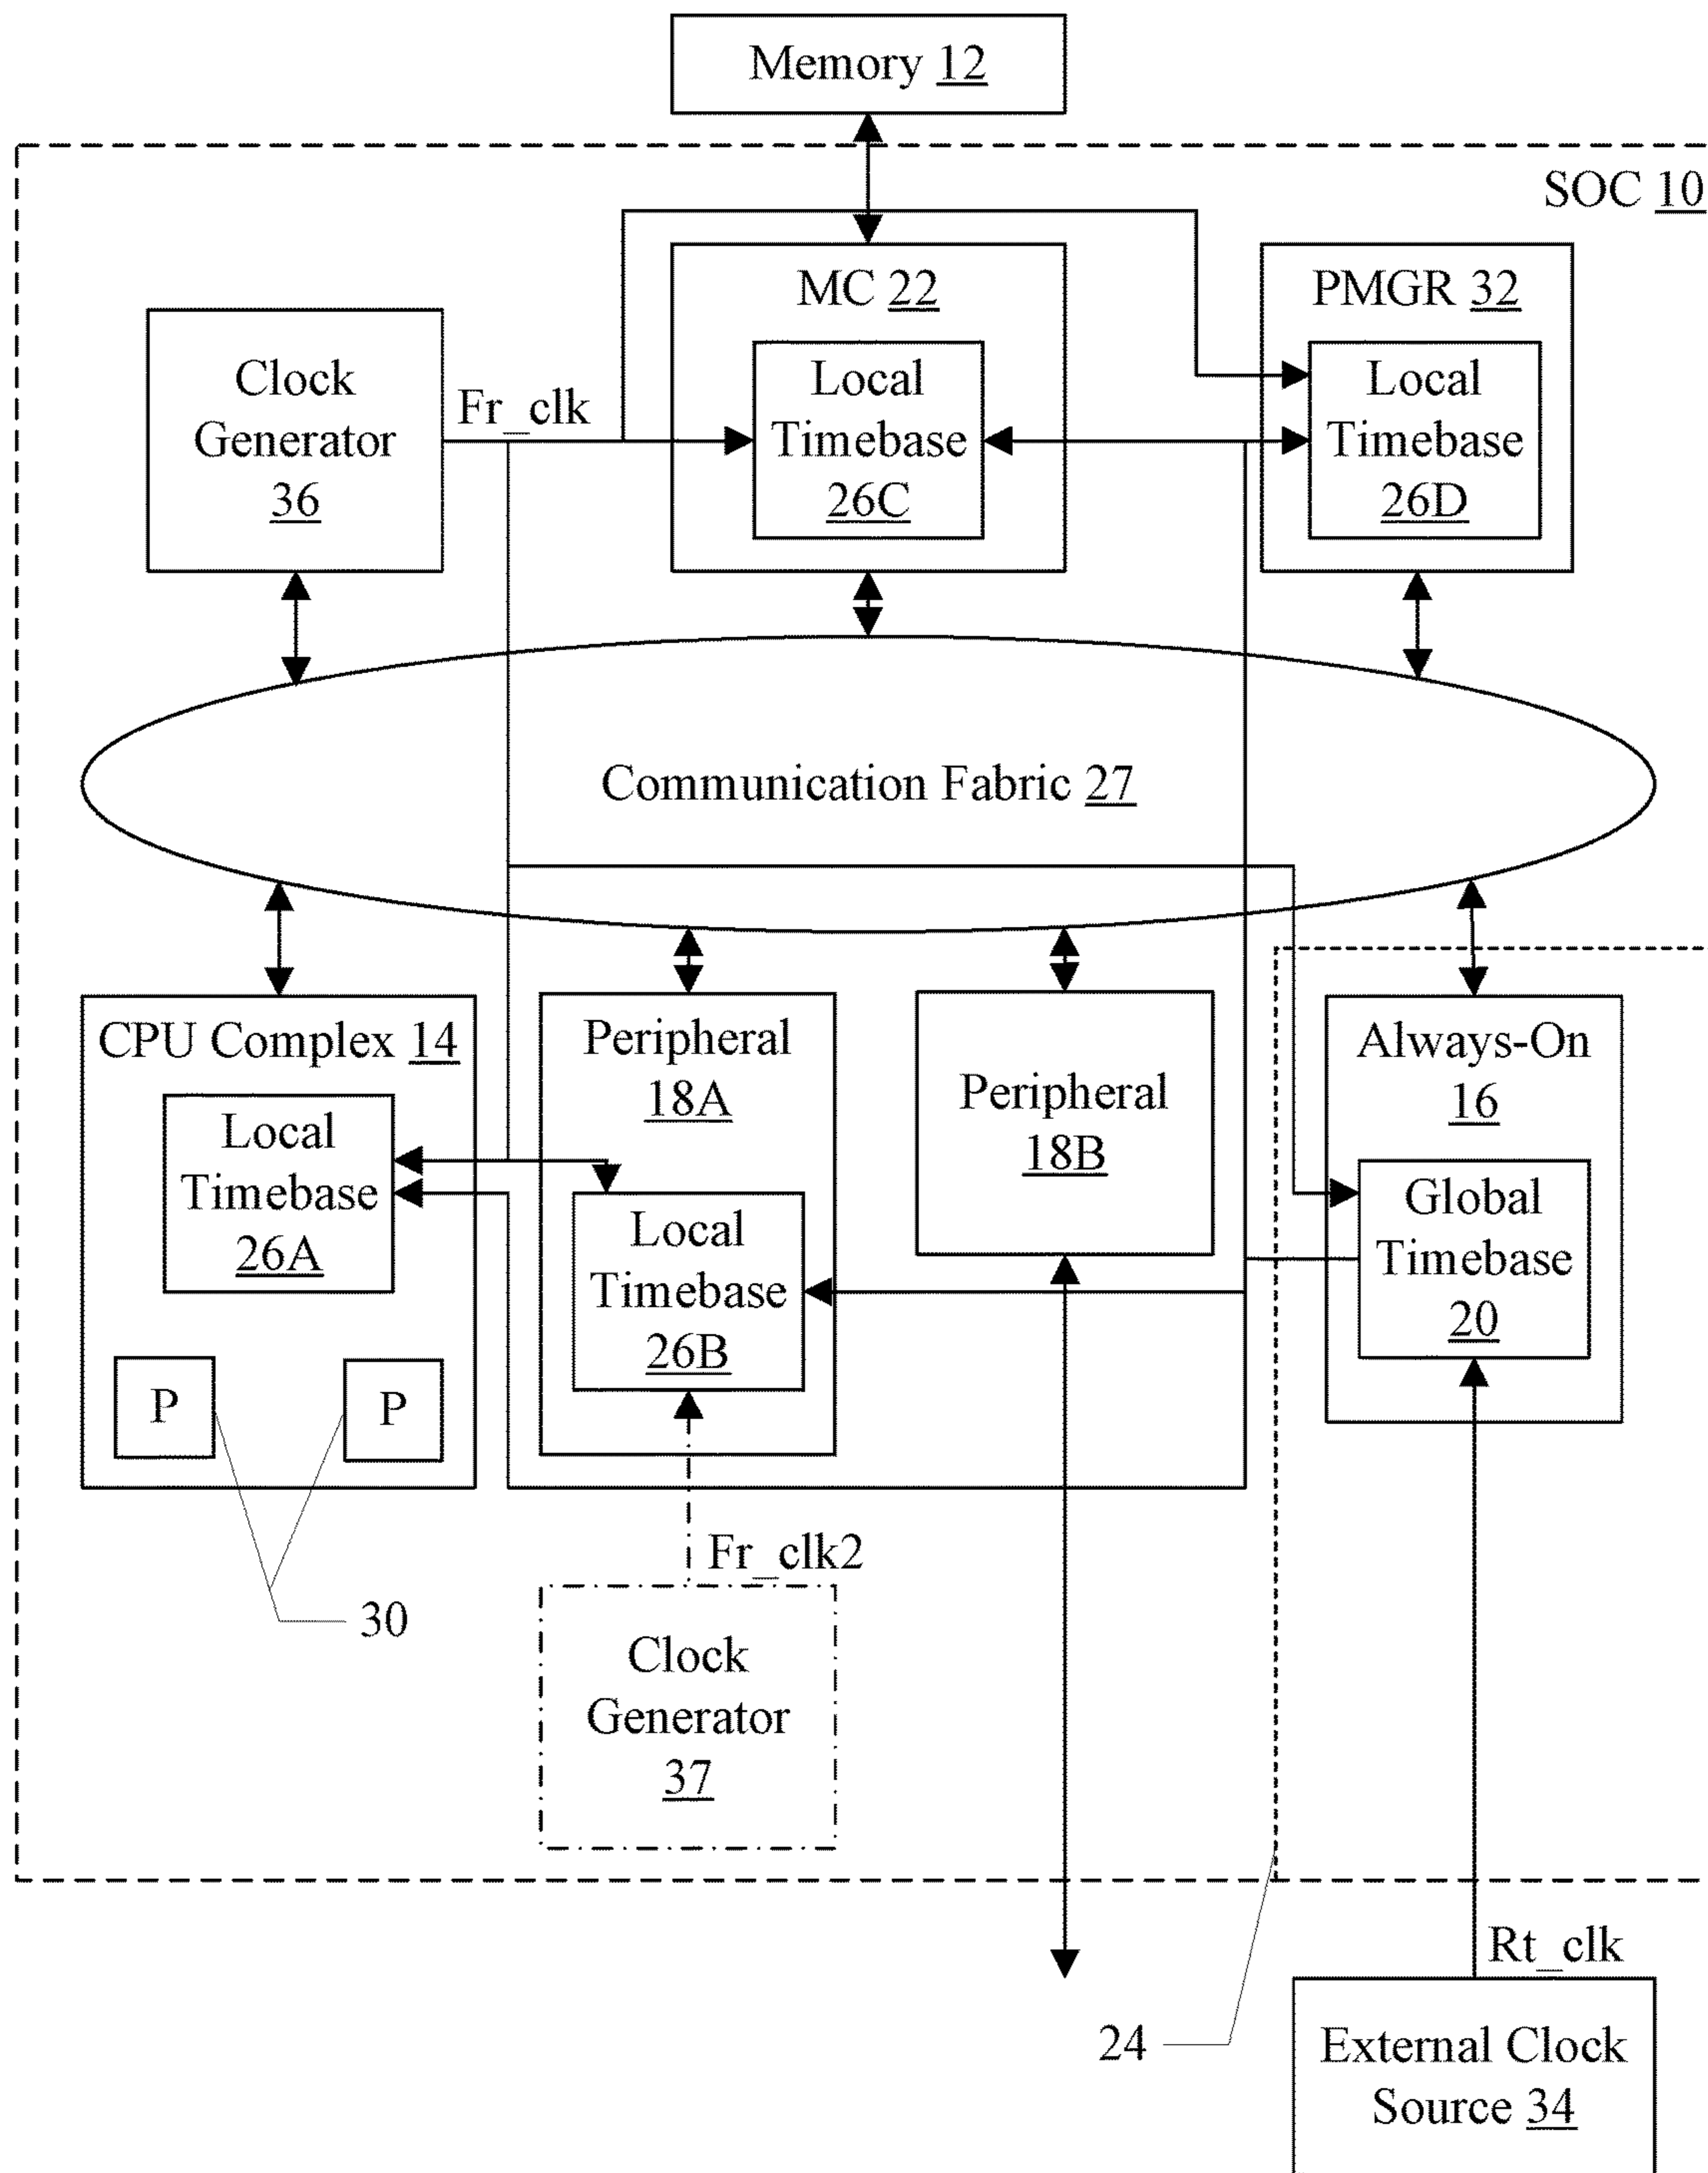 Memory 12
SOC 10
MC 22
PMGR 32
Clock
Generator
36
Fr_clk
Local
Timebase
26C
Local
Timebase
26D
Communication Fabric 27
CPU Complex 14
Local
Timebase
26A
P
P
30
Peripheral
18A
Local
Timebase
26B
Peripheral
18B
Always-On
16
Global
Timebase
20
Fr_clk2
Clock
Generator
37
24
Rt_clk
External Clock
Source 34